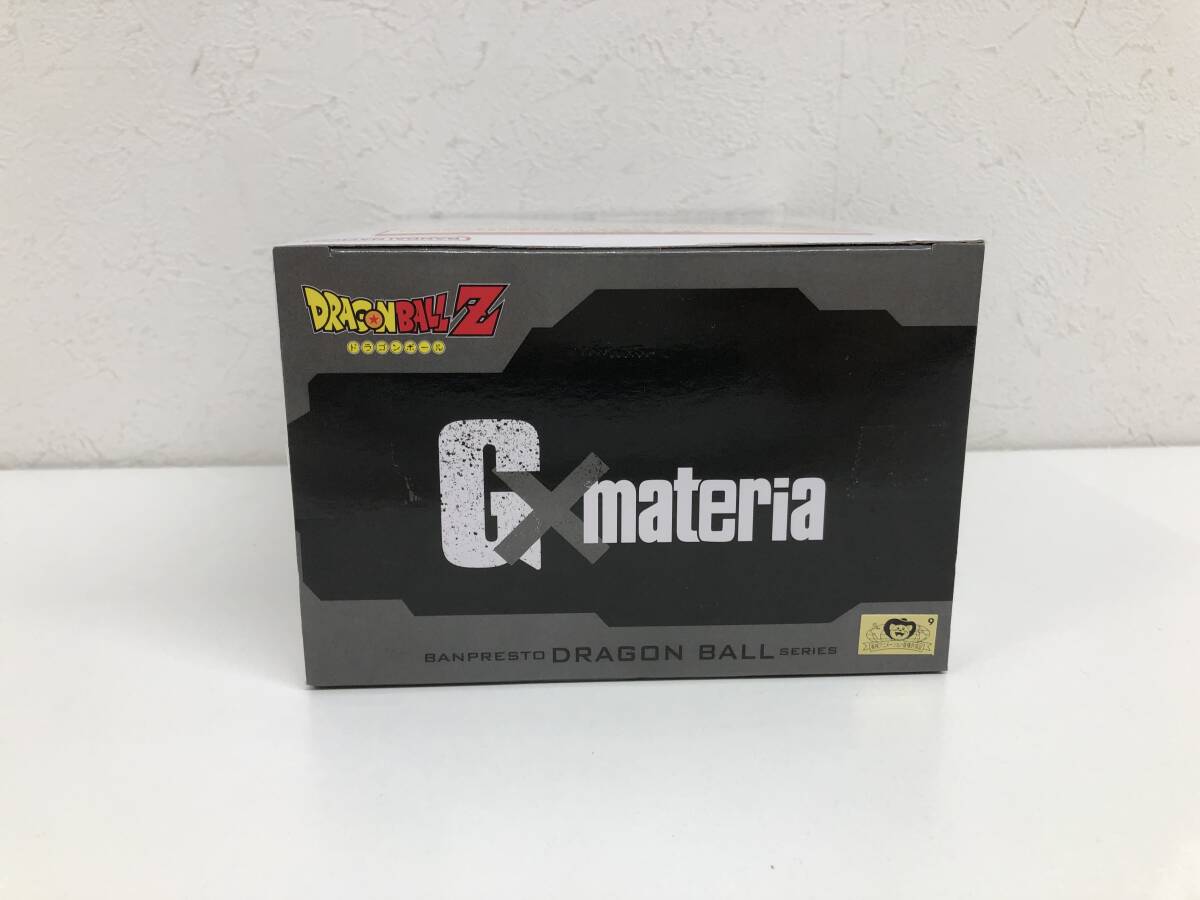 DRAGON BALL Z
ドラゴンボール
G×materia
BANPRESTO DRAGON BALL SERIES
9